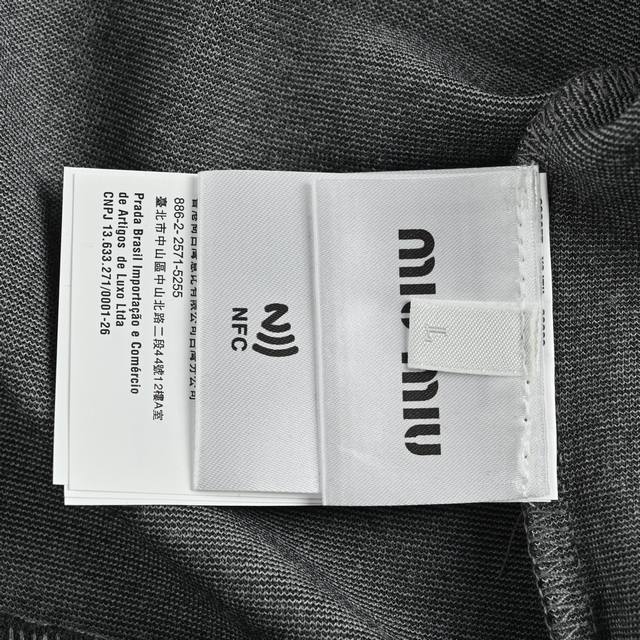 miu miu
L
NFC
886-2- 2571-5255
臺北市中山區中山北路二段44號12樓A室
Prada Brasil Importação e Comércio
de Artigos de Luxo Ltda
CNPJ 13.633.271/0001-26